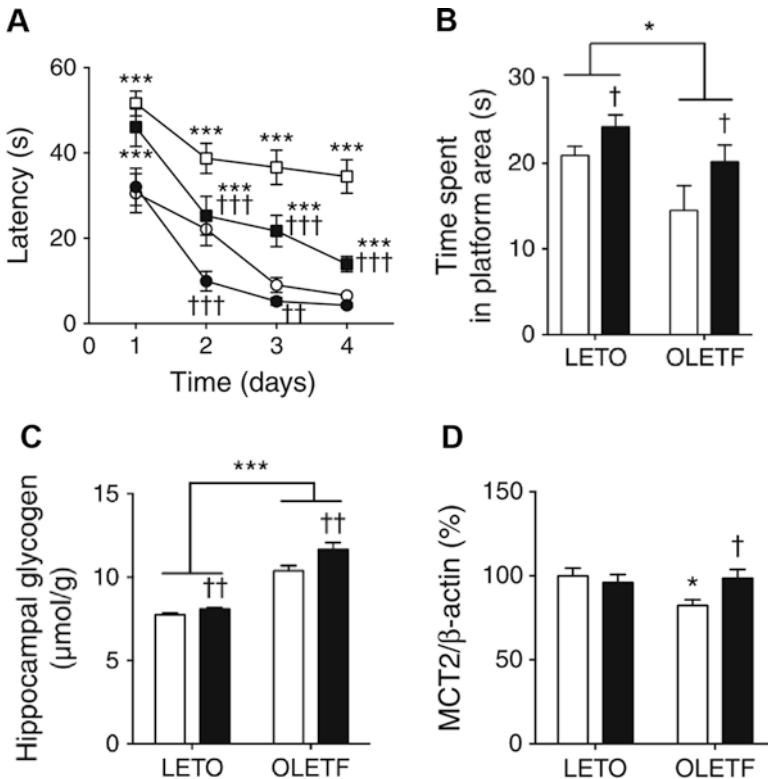 A
Latency (s)
60
40
20
0
***
***
***
***
***
***
†††
***
†††
***
†††
†††
††
0
1
2
3
4
Time (days)
B
Time spent
in platform area (s)
30
20
10
0
*
†
†
LETO
OLETF
C
Hippocampal glycogen
(μmol/g)
15
10
5
0
***
††
††
LETO
OLETF
D
MCT2/β-actin (%)
150
100
50
0
*
†
LETO
OLETF